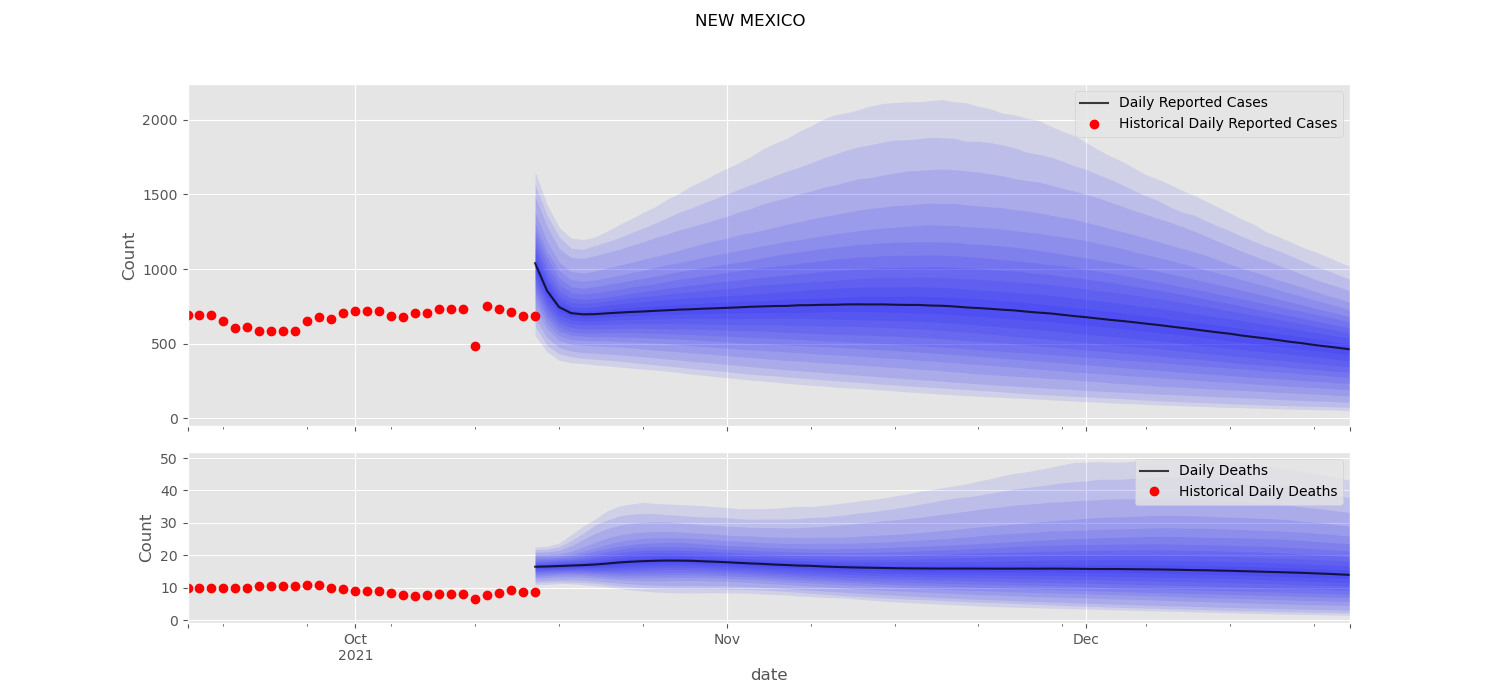 NEW MEXICO
Count
2000
1500
1000
500
0
Daily Reported Cases
Historical Daily Reported Cases
Count
50
40
30
20
10
0
Daily Deaths
Historical Daily Deaths
Oct
2021
Nov
Dec
date